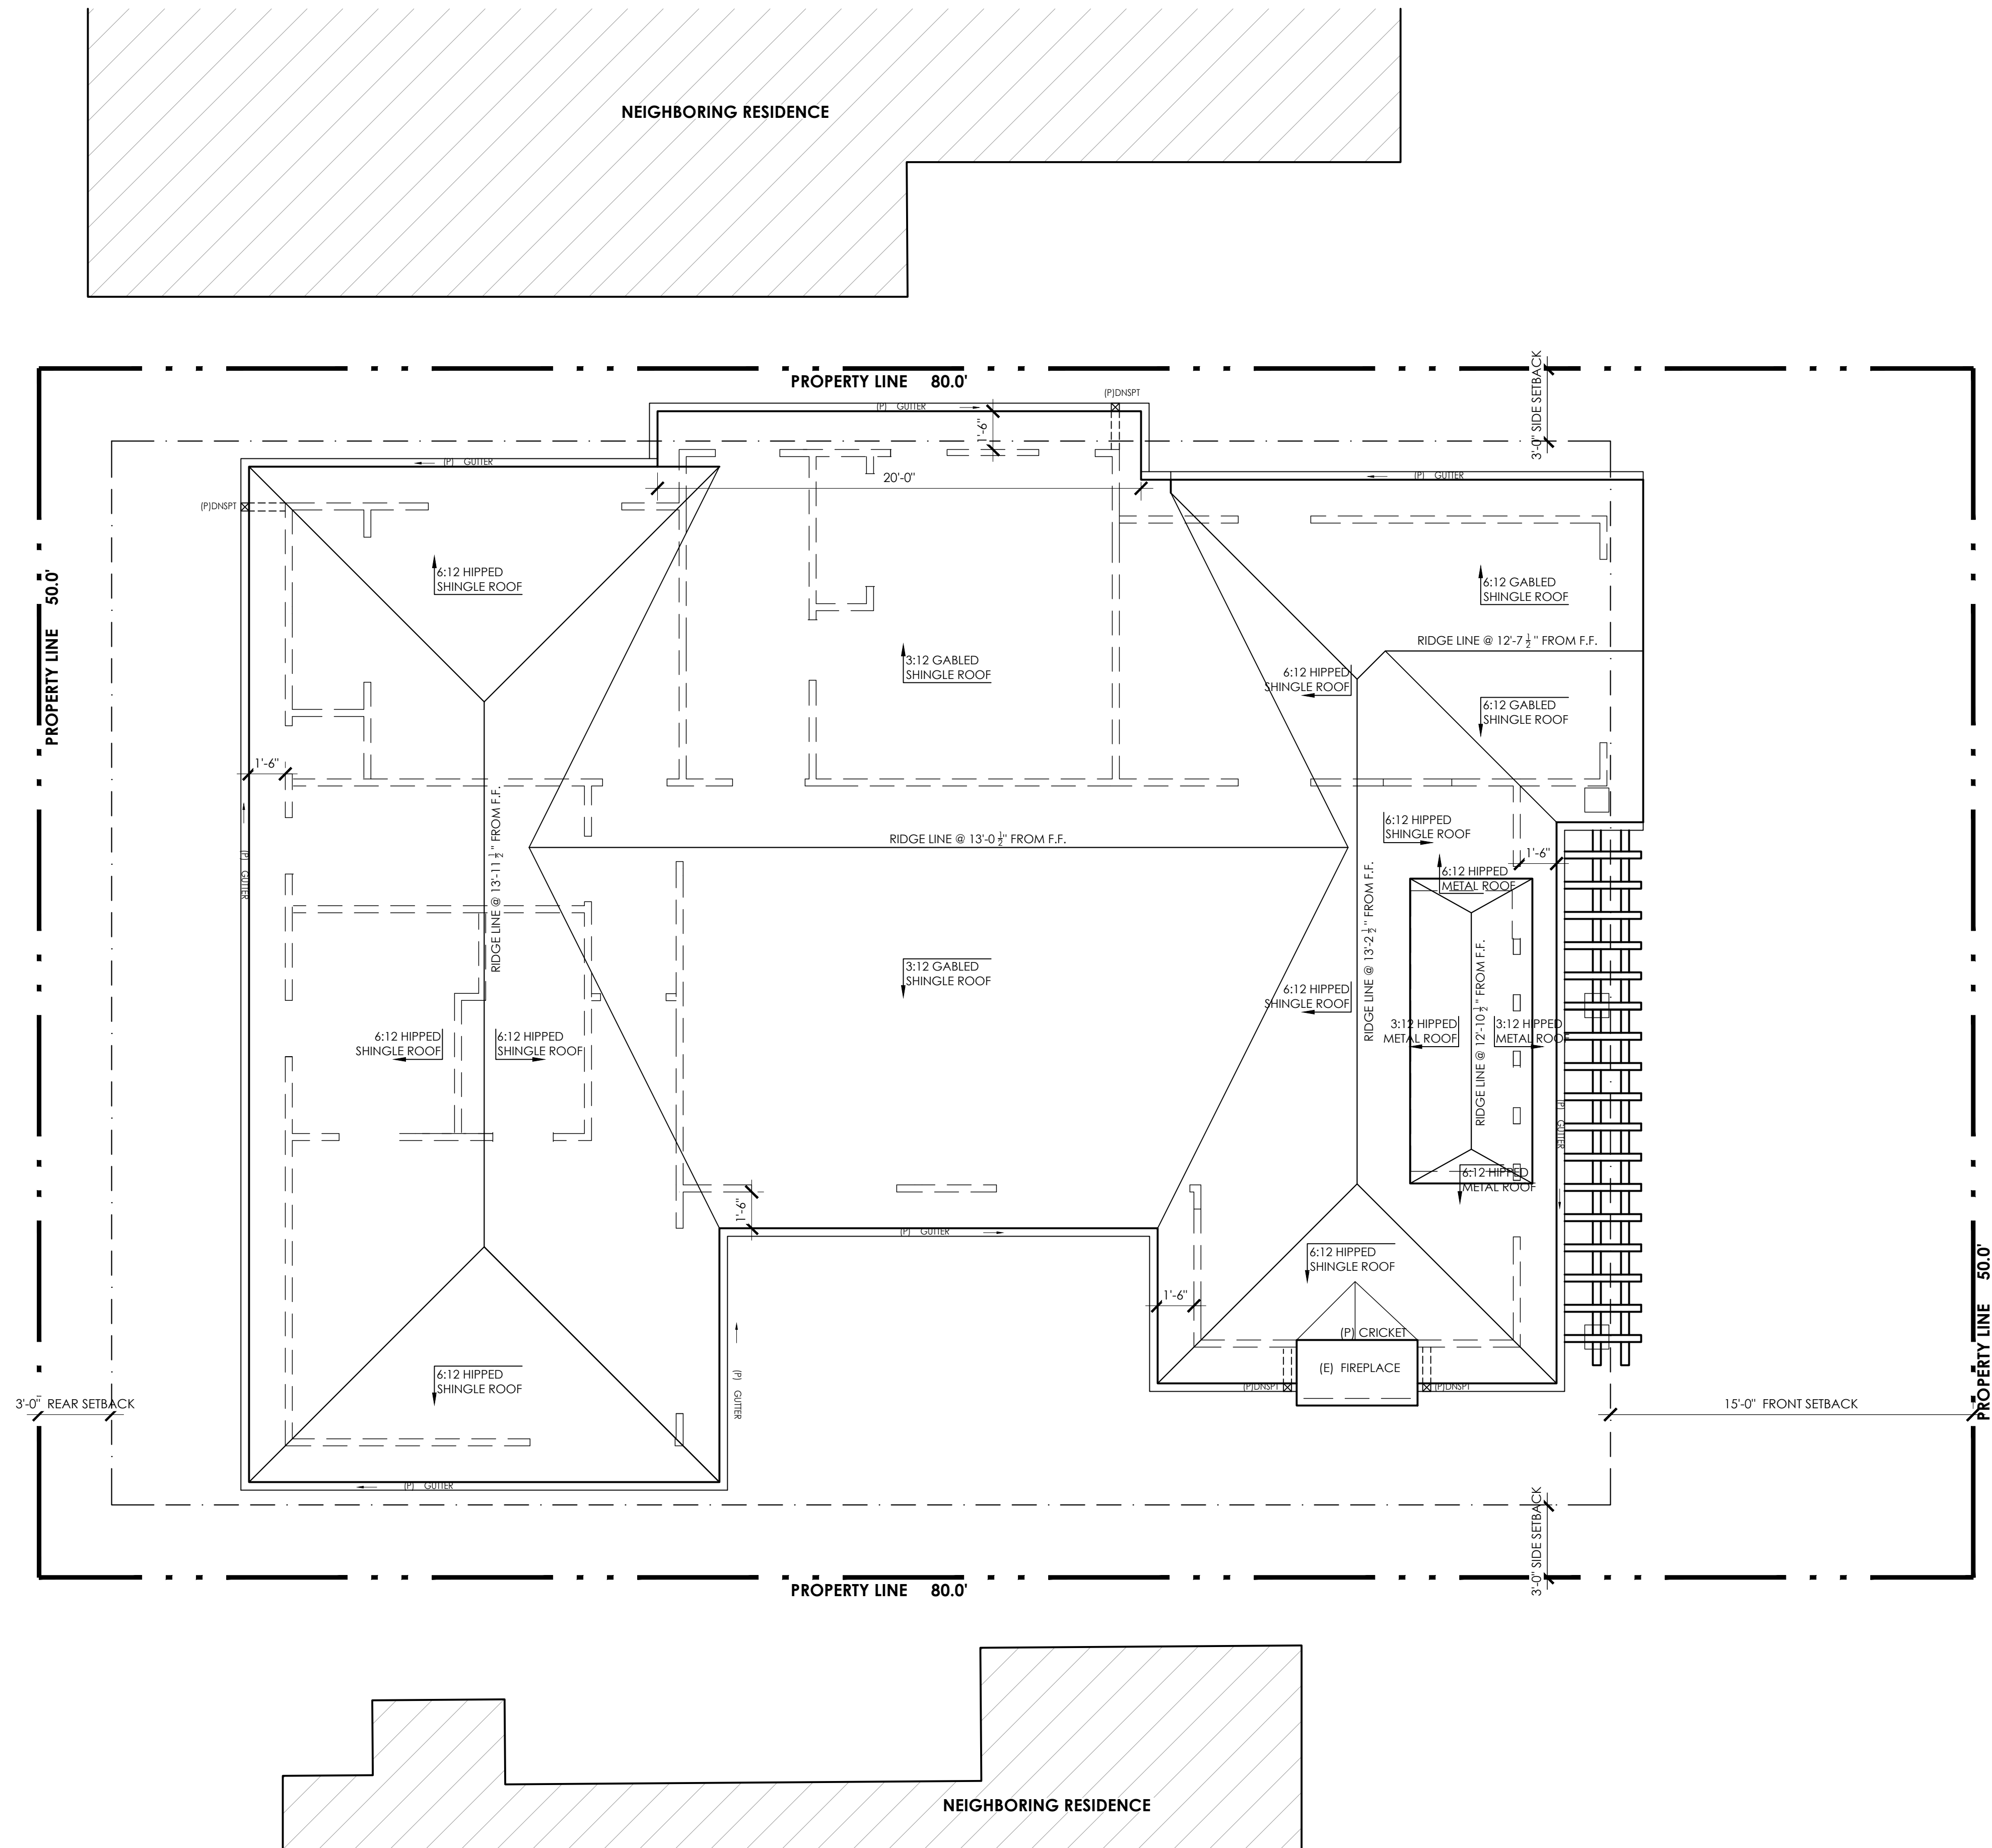 NEIGHBORING RESIDENCE
PROPERTY LINE 80.0'
3'-0" SIDE SETBACK
(P)DNSPT
(P) GUTTER
1'-6"
(P) GUTTER
20'-0"
(P) GUTTER
(P)DNSPT
PROPERTY LINE 50.0'
6:12 HIPPED
SHINGLE ROOF
6:12 GABLED
SHINGLE ROOF
RIDGE LINE @ 12'-7 1/2" FROM F.F.
3:12 GABLED
SHINGLE ROOF
6:12 HIPPED
SHINGLE ROOF
6:12 GABLED
SHINGLE ROOF
1'-6"
(P) GUTTER
RIDGE LINE @ 13'-11 1/2" FROM F.F.
RIDGE LINE @ 13'-0 1/2" FROM F.F.
6:12 HIPPED
SHINGLE ROOF
1'-6"
6:12 HIPPED
METAL ROOF
RIDGE LINE @ 13'-2 1/2" FROM F.F.
RIDGE LINE @ 12'-10 1/2" FROM F.F.
3:12 GABLED
SHINGLE ROOF
6:12 HIPPED
SHINGLE ROOF
6:12 HIPPED
SHINGLE ROOF
6:12 HIPPED
SHINGLE ROOF
3:12 HIPPED
METAL ROOF
3:12 HIPPED
METAL ROOF
(P) GUTTER
6:12 HIPPED
METAL ROOF
1'-6"
(P) GUTTER
6:12 HIPPED
SHINGLE ROOF
1'-6"
(P) CRICKET
(E) FIREPLACE
(P)DNSPT
(P)DNSPT
6:12 HIPPED
SHINGLE ROOF
(P) GUTTER
3'-0" REAR SETBACK
15'-0" FRONT SETBACK
PROPERTY LINE 50.0'
(P) GUTTER
3'-0" SIDE SETBACK
PROPERTY LINE 80.0'
NEIGHBORING RESIDENCE